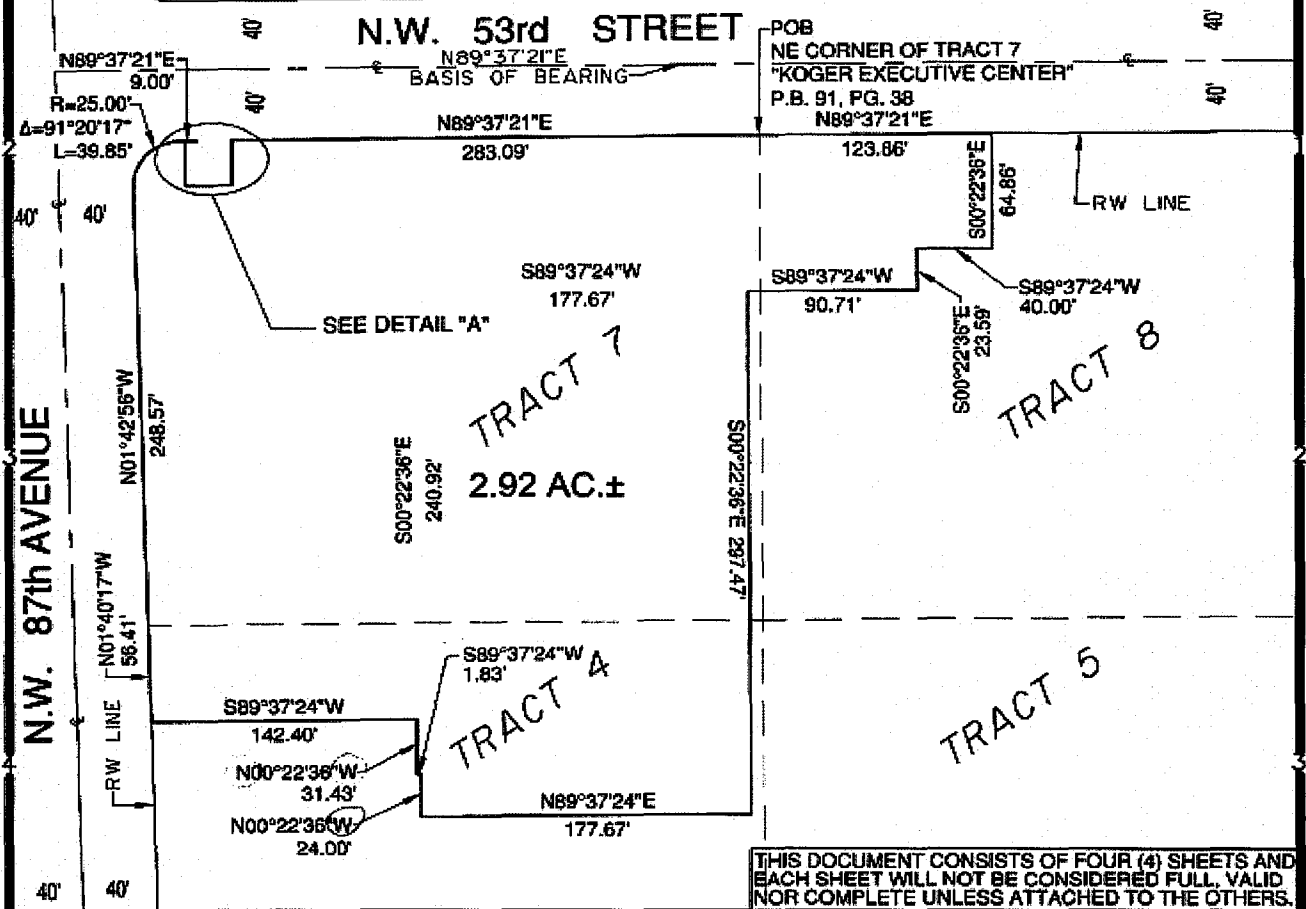 N.W. 53rd STREET
40'
40'
N89°37'21"E
BASIS OF BEARING
POB
NE CORNER OF TRACT 7
"KOGER EXECUTIVE CENTER"
P.B. 91, PG. 38
40'
40'
N89°37'21"E
9.00'
R=25.00'
Δ=91°20'17"
L=39.85'
N89°37'21"E
283.09'
N89°37'21"E
123.86'
S00°22'36"E
64.86'
RW LINE
2
1
40'
40'
S89°37'24"W
177.67'
S89°37'24"W
90.71'
S89°37'24"W
40.00'
S00°22'36"E
23.59'
SEE DETAIL "A"
TRACT 7
TRACT 8
N01°42'56"W
248.57'
S00°22'36"E
240.92'
2.92 AC.±
S00°22'36"E 297.47'
3
2
N.W. 87th AVENUE
N01°40'17"W
56.41'
S89°37'24"W
1.83'
TRACT 4
TRACT 5
RW LINE
S89°37'24"W
142.40'
N00°22'36"W
31.43'
N00°22'36"W
24.00'
N89°37'24"E
177.67'
4
3
40'
40'
THIS DOCUMENT CONSISTS OF FOUR (4) SHEETS AND
EACH SHEET WILL NOT BE CONSIDERED FULL, VALID
NOR COMPLETE UNLESS ATTACHED TO THE OTHERS.